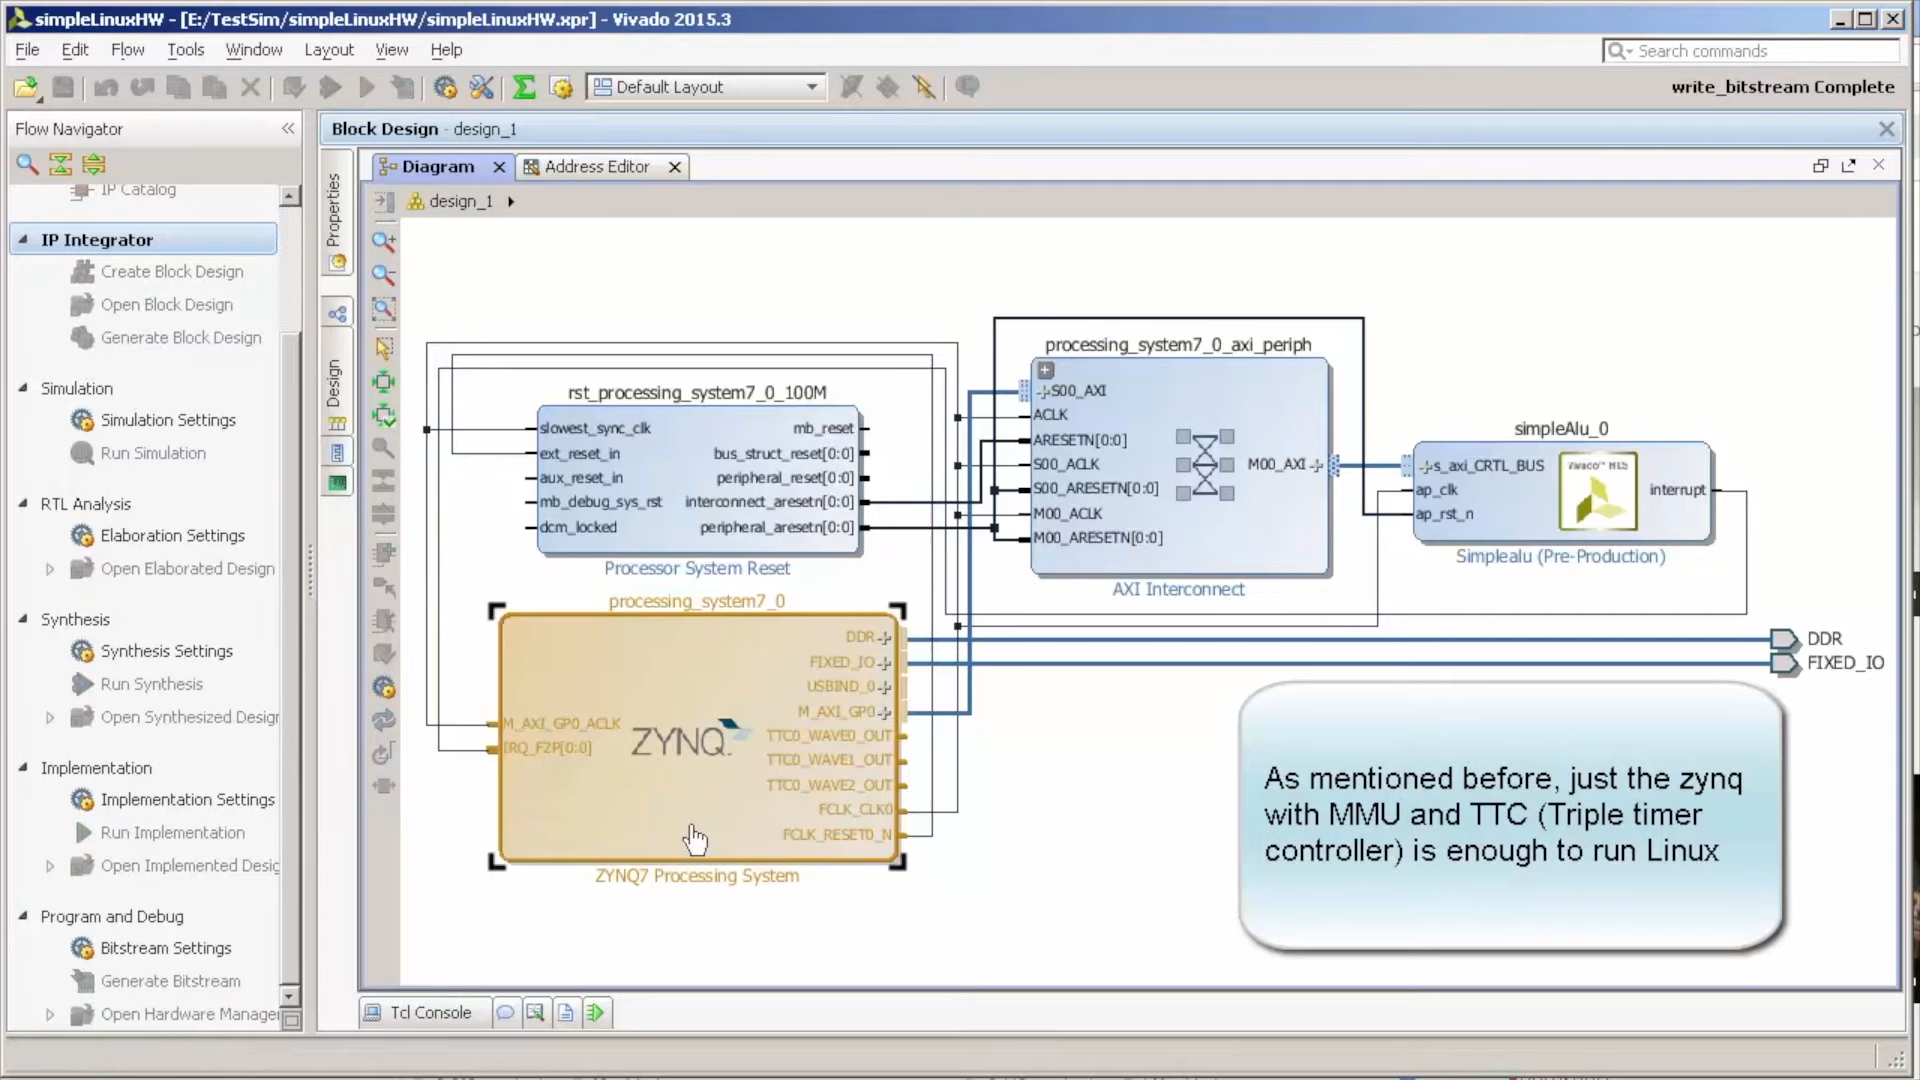 simpleLinuxHW - [E:/TestSim/simpleLinuxHW/simpleLinuxHW.xpr] - Vivado 2015.3
File Edit Flow Tools Window Layout View Help
Search commands
Default Layout
write_bitstream Complete
Flow Navigator
IP Catalog
IP Integrator
Create Block Design
Open Block Design
Generate Block Design
Simulation
Simulation Settings
Run Simulation
RTL Analysis
Elaboration Settings
Open Elaborated Design
Synthesis
Synthesis Settings
Run Synthesis
Open Synthesized Desigr
Implementation
Implementation Settings
Run Implementation
Open Implemented Desig
Program and Debug
Bitstream Settings
Generate Bitstream
Open Hardware Manager
Block Design - design_1
Properties
Design
Diagram
Address Editor
design_1
rst_processing_system7_0_100M
slowest_sync_clk
ext_reset_in
aux_reset_in
mb_debug_sys_rst
dcm_locked
mb_reset
bus_struct_reset[0:0]
peripheral_reset[0:0]
interconnect_aresetn[0:0]
peripheral_aresetn[0:0]
Processor System Reset
processing_system7_0_axi_periph
S00_AXI
ACLK
ARESETN[0:0]
S00_ACLK
S00_ARESETN[0:0]
M00_ACLK
M00_ARESETN[0:0]
M00_AXI
AXI Interconnect
simpleAlu_0
s_axi_CRTL_BUS
ap_clk
ap_rst_n
Vivado™ HLS
interrupt
Simplealu (Pre-Production)
processing_system7_0
M_AXI_GP0_ACLK
IRQ_F2P[0:0]
ZYNQ
DDR
FIXED_IO
USBIND_0
M_AXI_GP0
TTC0_WAVE0_OUT
TTC0_WAVE1_OUT
TTC0_WAVE2_OUT
FCLK_CLK0
FCLK_RESET0_N
ZYNQ7 Processing System
DDR
FIXED_IO
As mentioned before, just the zynq
with MMU and TTC (Triple timer
controller) is enough to run Linux
Tcl Console